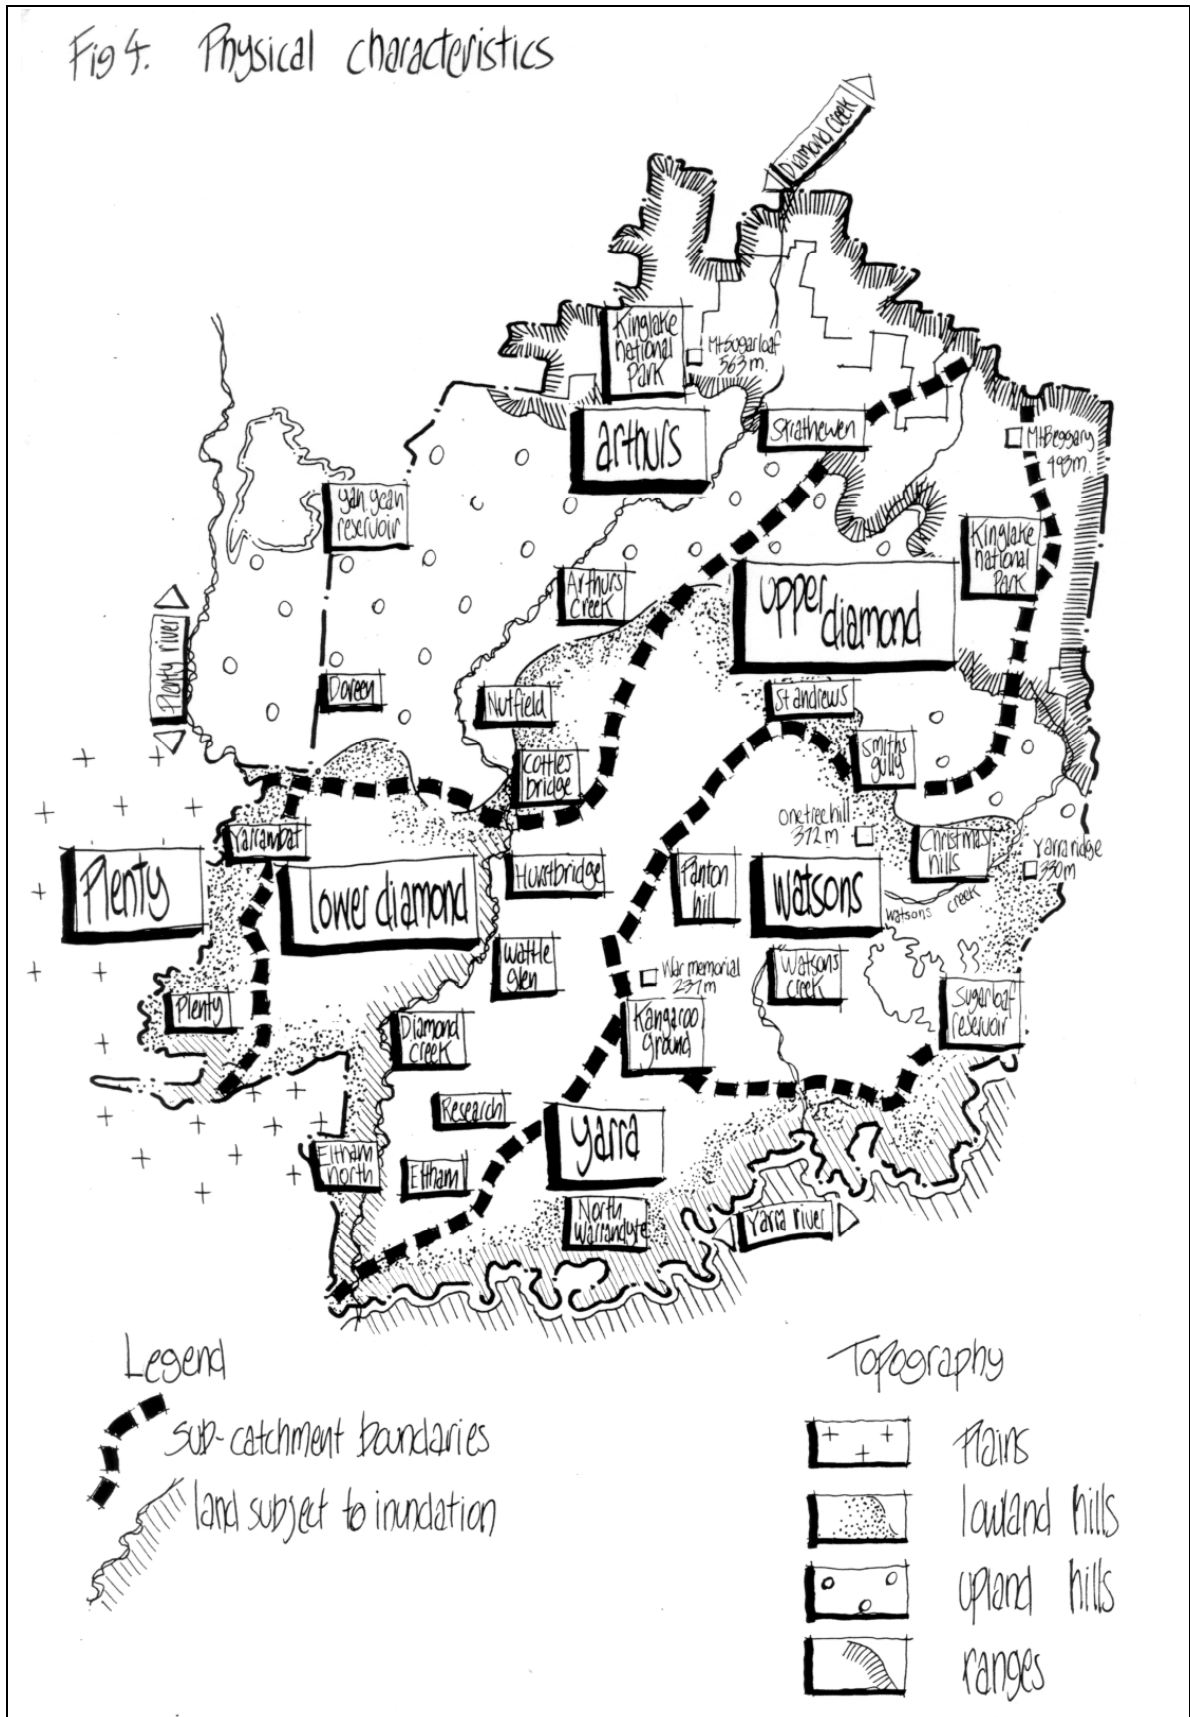 Fig 4. Physical characteristics
Diamond Creek
Kinglake
national
park
Mt Sugarloaf
563 m.
arthurs
Strathewen
Mt Beggary
493 m.
yan yean
reservoir
Kinglake
national
Park
Arthurs
creek
upper
diamond
Plenty river
Doreen
Nutfield
St andrews
Smiths
gully
Cottles
bridge
One tree hill
372 m
Yarrambat
Christmas
hills
Yarra ridge
330m
Plenty
lower diamond
Hurstbridge
Panton
hill
watsons
watsons creek
Wattle
glen
War memorial
237 m
Watsons
creek
Plenty
Sugarloaf
reservoir
Diamond
creek
Kangaroo
ground
Research
yarra
Eltham
north
Eltham
North
Warrandyte
Yarra river
Legend
sub-catchment boundaries
land subject to inundation
Topography
Plains
lowland hills
upland hills
ranges